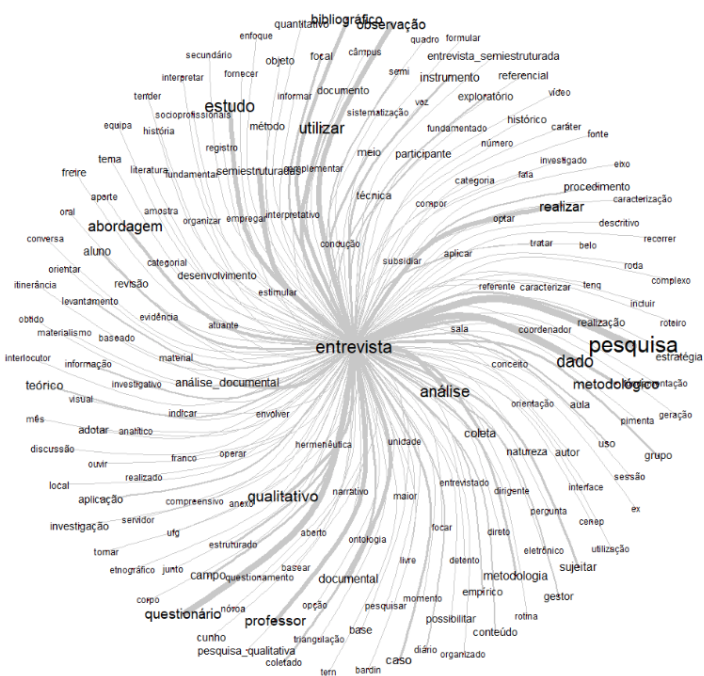 bibliográfico
quantitativo
observação
enfoque
quadro
formular
secundário
focal
câmpus
objeto
semi
entrevista_semiestruturada
interpretar
fornecer
documento
instrumento
referencial
tender
informar
exploratório
vídeo
estudo
socioprofissionais
sistematização
voz
equipa
método
utilizar
fundamentado
histórico
caráter
história
fonte
registro
meio
participante
número
tema
literatura
fundamentar
semiestruturadas
complementar
investigado
eixo
freire
categoria
fala
técnica
procedimento
aparte
caracterização
oral
amostra
organizar
empregar
interpretativo
compor
realizar
abordagem
optar
descritivo
conversa
condução
tratar
belo
recorrer
aluno
orientar
categorial
desenvolvimento
subsidiar
aplicar
itinerância
revisão
roda
complexo
levantamento
estimular
referente
caracterizar
teng
incluir
obtido
evidência
atuante
realização
roteiro
materialismo
baseado
sala
coordenador
entrevista
pesquisa
interlocutor
informação
material
dado
estratégia
conceito
teórico
investigativo
análise_documental
metodológico
visual
análise
indicar
envolver
orientação
aula
geração
mês
adotar
analítico
coleta
pimenta
discussão
franco
operar
hermenêutica
unidade
natureza
autor
uso
grupo
ouvir
local
realizado
entrevistado
sessão
aplicação
compreensivo
anexo
qualitativo
narrativo
maior
dirigente
interface
ex
investigação
servidor
pergunta
cenep
ufg
focar
direto
tomar
estruturado
aberto
ontologia
eletrônico
utilização
etnográfico
junto
campo
questionamento
basear
livre
detento
sujeitar
documental
metodologia
corpo
empírico
gestor
questionário
nóvoa
opção
pesquisar
momento
rotina
professor
possibilitar
cunho
triangulação
base
conteúdo
pesquisa_qualitativa
diário
organizado
coletado
caso
tern
bardin